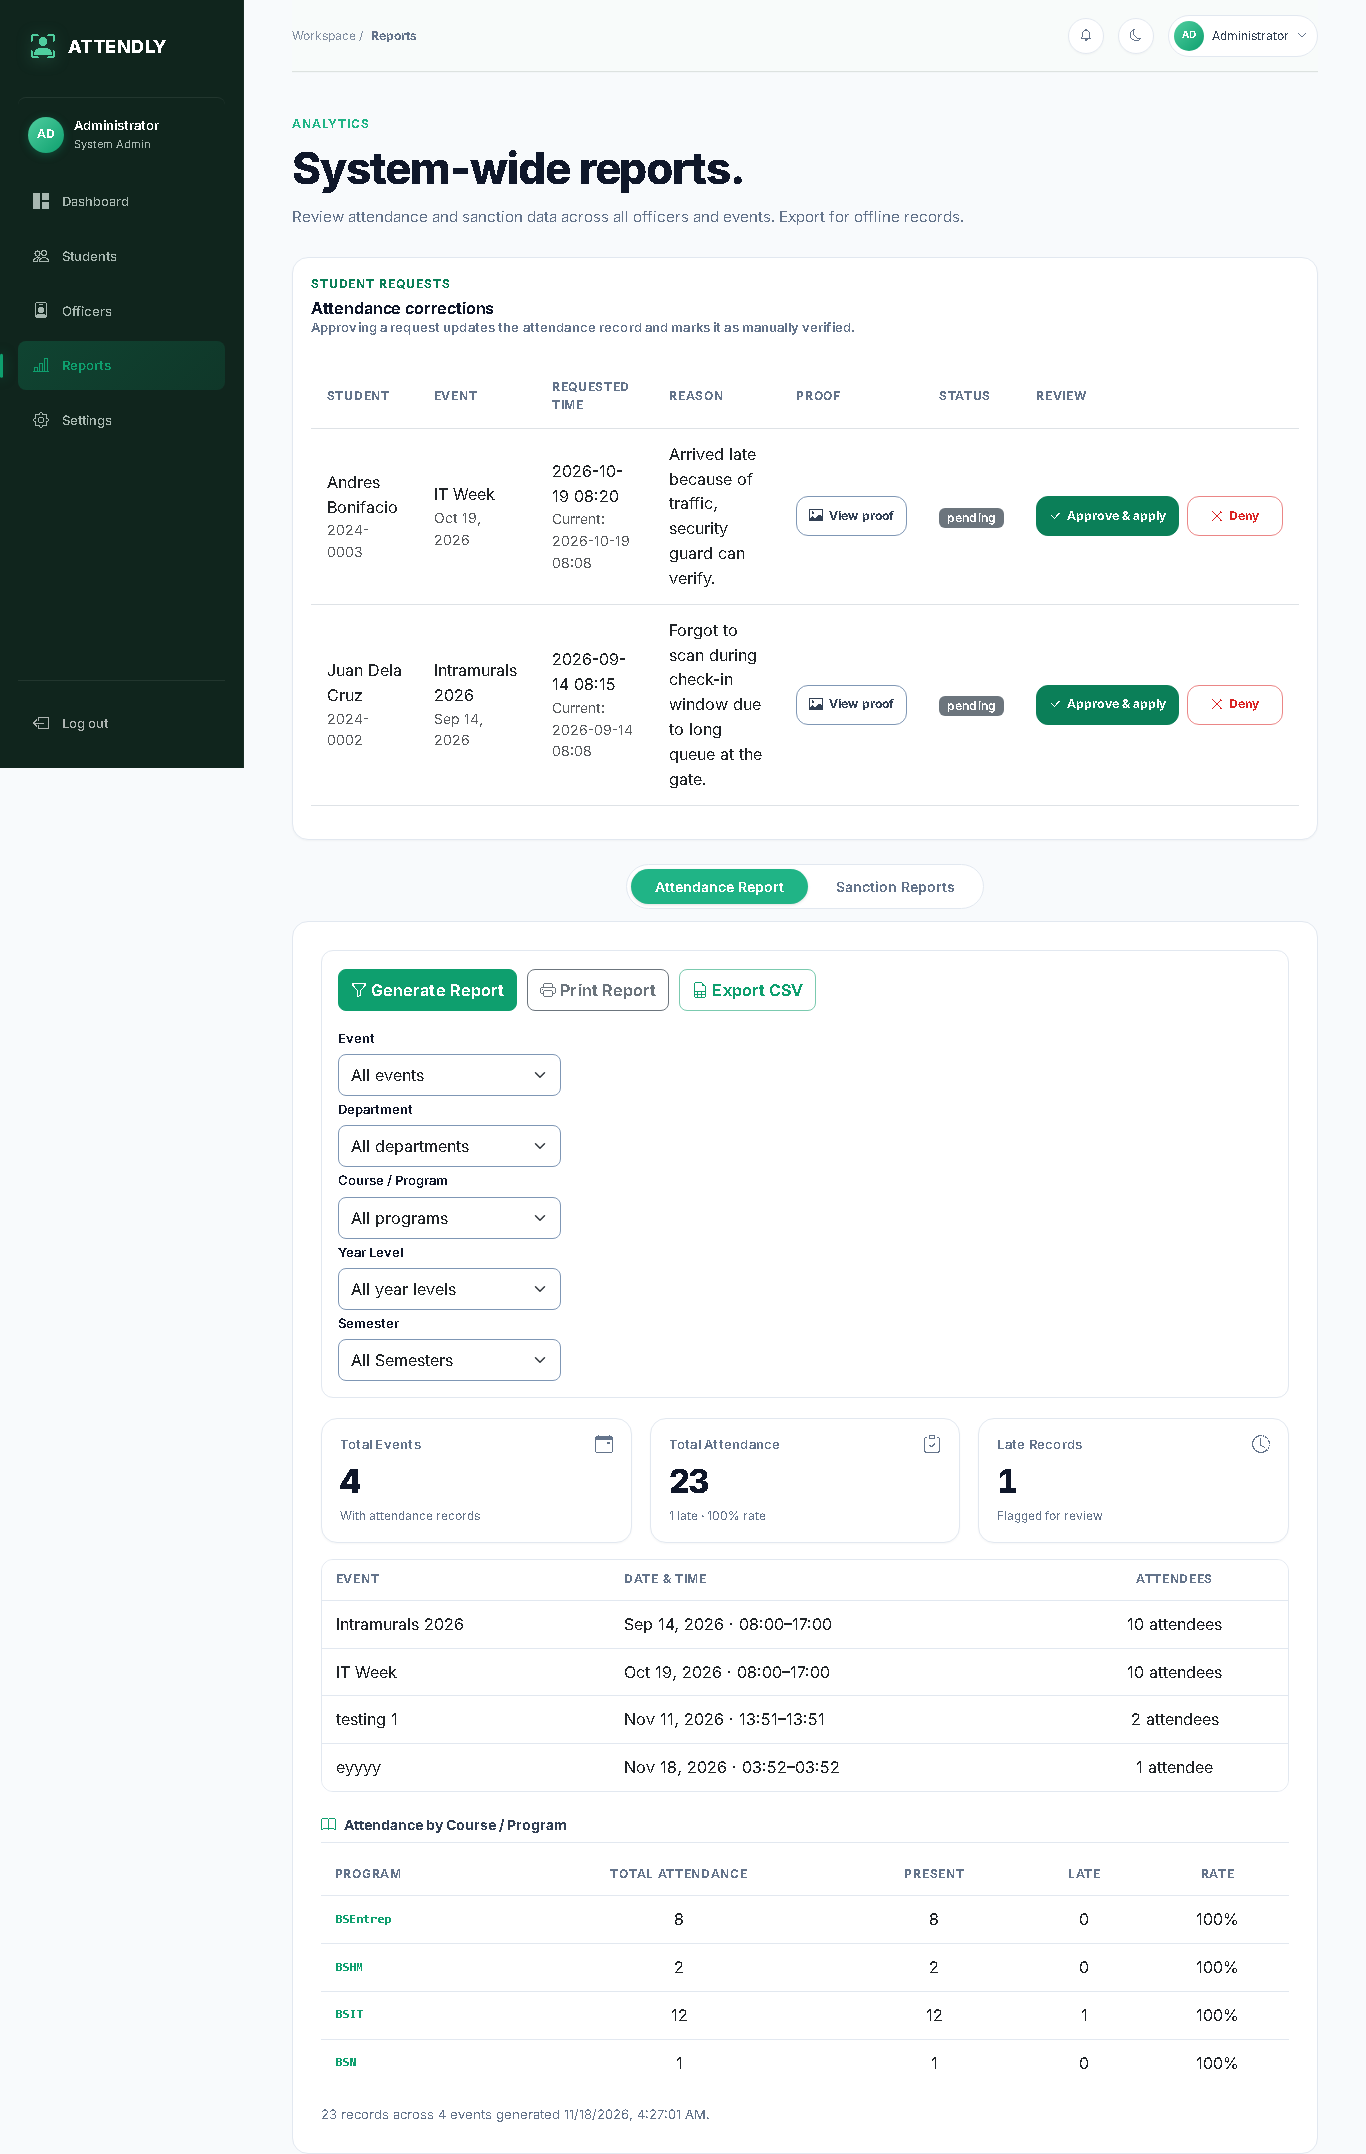 ATTENDLY
AD
Administrator
System Admin
Dashboard
Students
Officers
Reports
Settings
Log out
Workspace / Reports
AD Administrator
ANALYTICS
System-wide reports.
Review attendance and sanction data across all officers and events. Export for offline records.
STUDENT REQUESTS
Attendance corrections
Approving a request updates the attendance record and marks it as manually verified.
STUDENT EVENT REQUESTED TIME REASON PROOF STATUS REVIEW
Andres
Bonifacio
2024-
0003
IT Week
Oct 19,
2026
2026-10-
19 08:20
Current:
2026-10-19
08:08
Arrived late
because of
traffic,
security
guard can
verify.
View proof
pending
Approve & apply
Deny
Juan Dela
Cruz
2024-
0002
Intramurals
2026
Sep 14,
2026
2026-09-
14 08:15
Current:
2026-09-14
08:08
Forgot to
scan during
check-in
window due
to long
queue at the
gate.
View proof
pending
Approve & apply
Deny
Attendance Report Sanction Reports
Generate Report Print Report Export CSV
Event
All events
Department
All departments
Course / Program
All programs
Year Level
All year levels
Semester
All Semesters
Total Events
4
With attendance records
Total Attendance
23
1 late · 100% rate
Late Records
1
Flagged for review
EVENT DATE & TIME ATTENDEES
Intramurals 2026 Sep 14, 2026 · 08:00–17:00 10 attendees
IT Week Oct 19, 2026 · 08:00–17:00 10 attendees
testing 1 Nov 11, 2026 · 13:51–13:51 2 attendees
eyyyy Nov 18, 2026 · 03:52–03:52 1 attendee
Attendance by Course / Program
PROGRAM TOTAL ATTENDANCE PRESENT LATE RATE
BSEntrep 8 8 0 100%
BSHM 2 2 0 100%
BSIT 12 12 1 100%
BSN 1 1 0 100%
23 records across 4 events generated 11/18/2026, 4:27:01 AM.